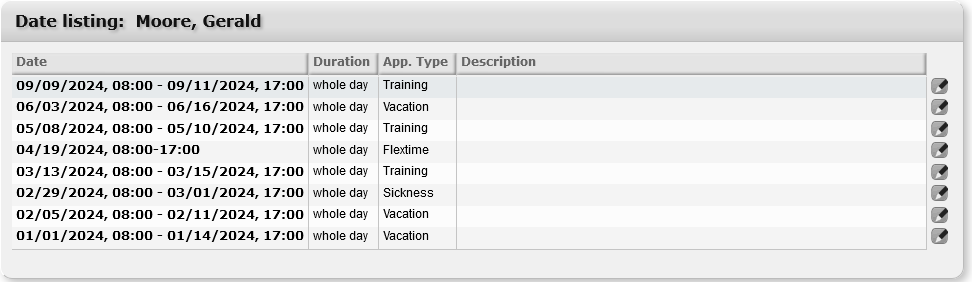 Date listing: Moore, Gerald
Date Duration App. Type Description
09/09/2024, 08:00 - 09/11/2024, 17:00 whole day Training
06/03/2024, 08:00 - 06/16/2024, 17:00 whole day Vacation
05/08/2024, 08:00 - 05/10/2024, 17:00 whole day Training
04/19/2024, 08:00-17:00 whole day Flextime
03/13/2024, 08:00 - 03/15/2024, 17:00 whole day Training
02/29/2024, 08:00 - 03/01/2024, 17:00 whole day Sickness
02/05/2024, 08:00 - 02/11/2024, 17:00 whole day Vacation
01/01/2024, 08:00 - 01/14/2024, 17:00 whole day Vacation